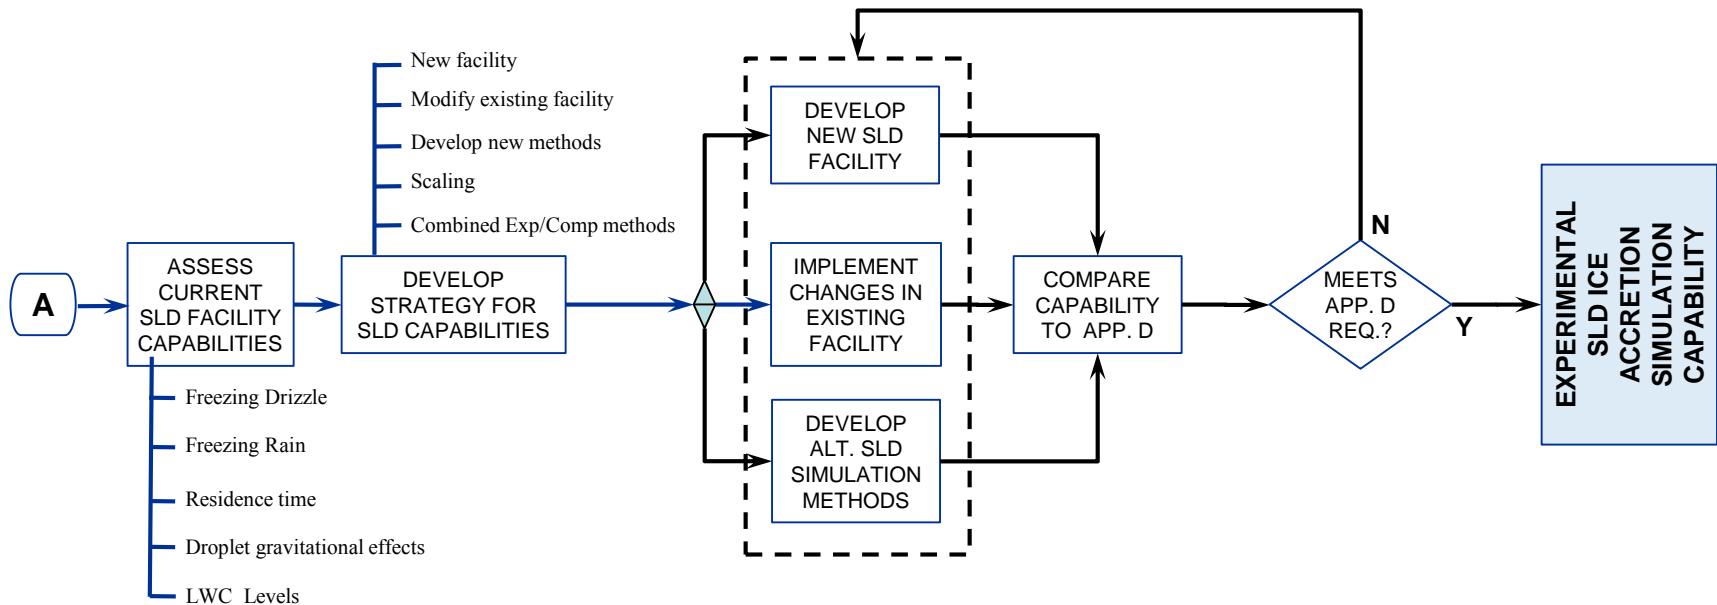 A
ASSESS
CURRENT
SLD FACILITY
CAPABILITIES
Freezing Drizzle
Freezing Rain
Residence time
Droplet gravitational effects
LWC Levels
New facility
Modify existing facility
Develop new methods
Scaling
Combined Exp/Comp methods
DEVELOP
STRATEGY FOR
SLD CAPABILITIES
DEVELOP
NEW SLD
FACILITY
IMPLEMENT
CHANGES IN
EXISTING
FACILITY
DEVELOP
ALT. SLD
SIMULATION
METHODS
COMPARE
CAPABILITY
TO APP. D
MEETS
APP. D
REQ.?
N
Y
EXPERIMENTAL
SLD ICE
ACCRETION
SIMULATION
CAPABILITY